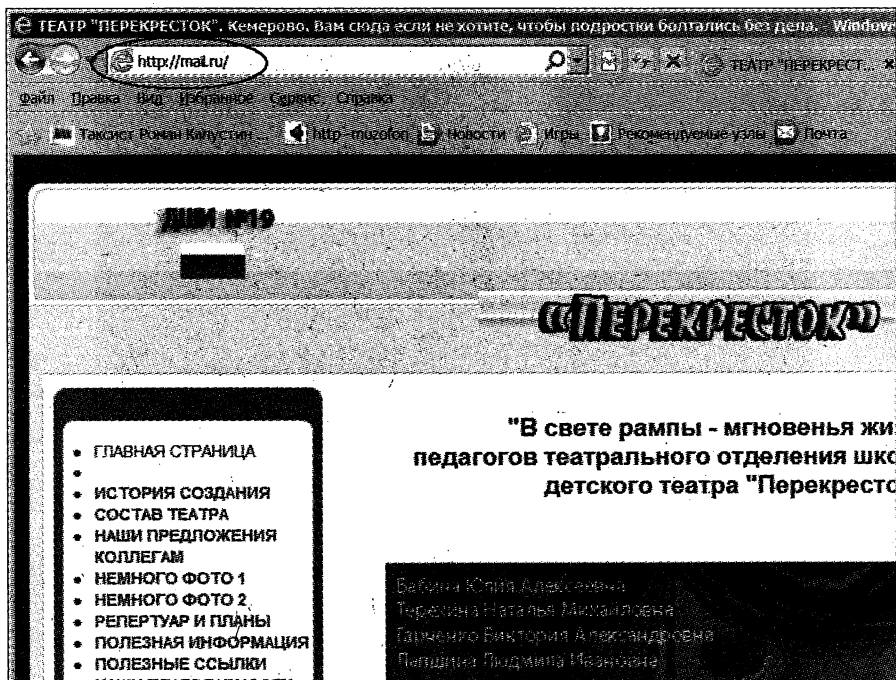 ТЕАТР "ПЕРЕКРЕСТОК". Кемерово. Вам сюда если не хотите, чтобы подростки болтались без дела. Window
http://mail.ru/
ТЕАТР "ПЕРЕКРЕСТ...
Файл Правка Вид Избранное Сервис Справка
Таксист Роман Капустин ... http--muzofon Новости Игры Рекомендуемые узлы Почта
ДШИ №19
«ПЕРЕКРЕСТОК»
"В свете рампы - мгновенья жи
педагогов театрального отделения шко
детского театра "Перекресто
ГЛАВНАЯ СТРАНИЦА
ИСТОРИЯ СОЗДАНИЯ
СОСТАВ ТЕАТРА
НАШИ ПРЕДЛОЖЕНИЯ
КОЛЛЕГАМ
НЕМНОГО ФОТО 1
НЕМНОГО ФОТО 2
РЕПЕРТУАР И ПЛАНЫ
ПОЛЕЗНАЯ ИНФОРМАЦИЯ
ПОЛЕЗНЫЕ ССЫЛКИ
Бабина Юлия Алексеевна
Терехина Наталья Михайловна
Гарченко Виктория Александровна
Лапшина Людмила Ивановна